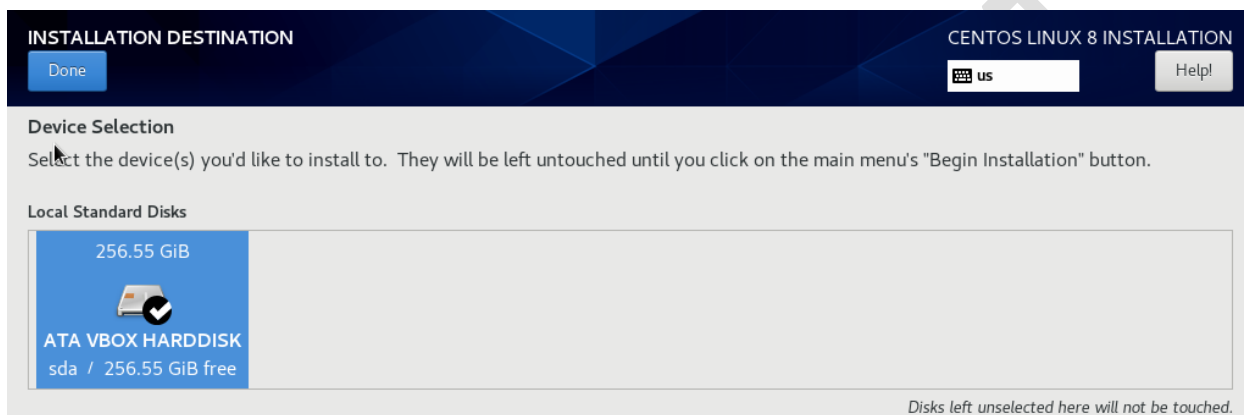 INSTALLATION DESTINATION
CENTOS LINUX 8 INSTALLATION
Done
us
Help!
Device Selection
Select the device(s) you'd like to install to. They will be left untouched until you click on the main menu's "Begin Installation" button.
Local Standard Disks
256.55 GiB
ATA VBOX HARDDISK
sda / 256.55 GiB free
Disks left unselected here will not be touched.